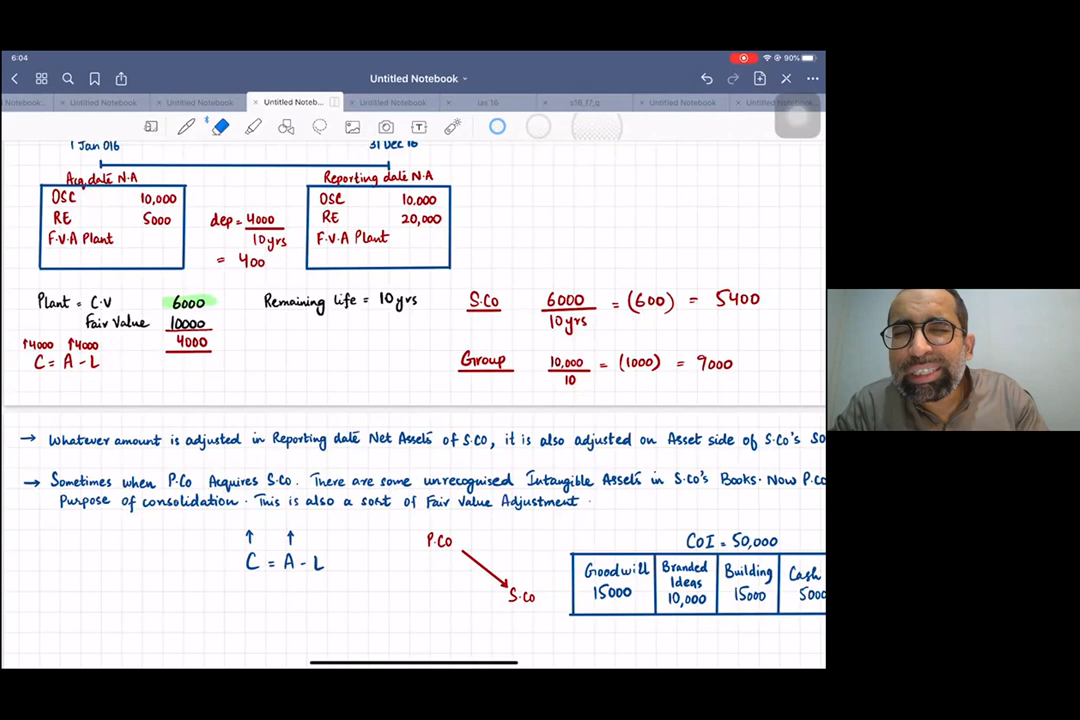 6:04
90%
Untitled Notebook
Notebook...
Untitled Notebook
Untitled Notebook
Untitled Noteb...
Untitled Notebook
ias 16
s16_f7_q
Untitled Notebook
1 Jan 016
31 Dec 16
Acq.date N.A
Reporting date N.A
OSC 10,000
RE 5000
F.V.A Plant
dep = 4000
10yrs
= 400
OSC 10,000
RE 20,000
F.V.A Plant
Plant = C.V 6000
Fair Value 10000
4000
Remaining life = 10yrs
↑4000 ↑4000
C = A - L
S.Co 6000 = (600) = 5400
10yrs
Group 10,000 = (1000) = 9000
10
→ Whatever amount is adjusted in Reporting date Net Assets of S.CO, it is also adjusted on Asset side of S.Co's
→ Sometimes when P.Co Acquires S.Co. There are some unrecognised Intangible Assets in S.Co's Books. Now P.Co
Purpose of consolidation. This is also a sort of Fair Value Adjustment.
↑ ↑
C = A - L
P.CO
S.CO
COI = 50,000
Goodwill 15000
Branded Ideas 10,000
Building 15000
Cash 5000